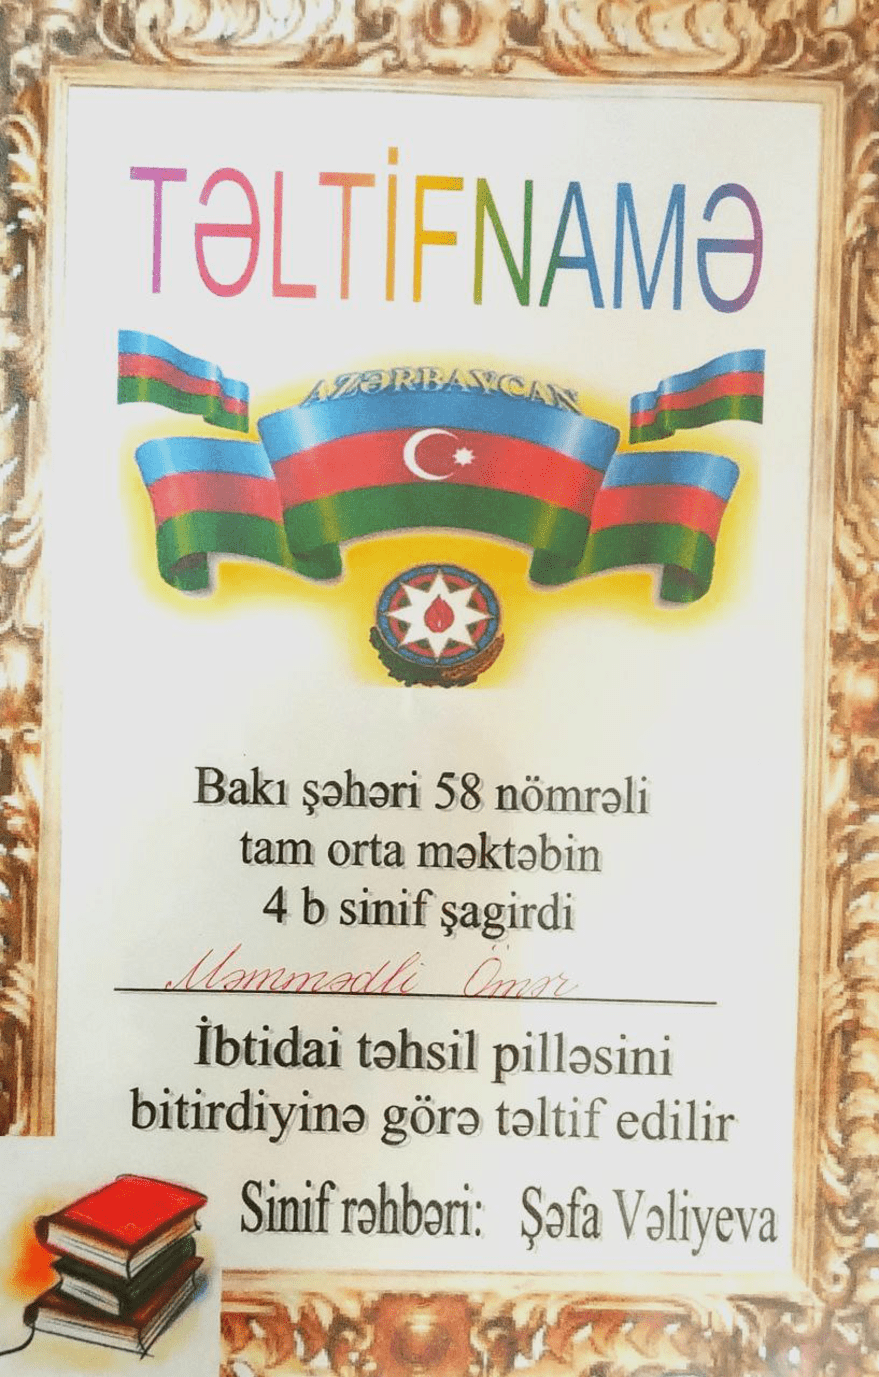 TƏLTİFNAMƏ
AZƏRBAYCAN
Bakı şəhəri 58 nömrəli
tam orta məktəbin
4 b sinif şagirdi
Məmmədli Ömər
İbtidai təhsil pilləsini
bitirdiyinə görə təltif edilir
Sinif rəhbəri: Şəfa Vəliyeva